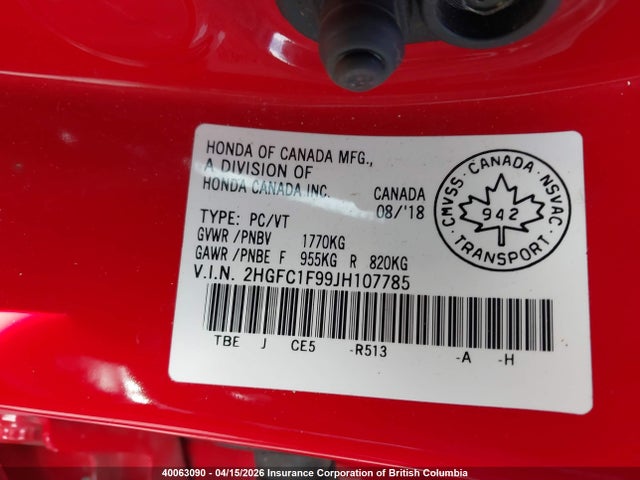 HONDA OF CANADA MFG.,
A DIVISION OF
HONDA CANADA INC. CANADA
08/'18
TYPE: PC/VT
GVWR /PNBV 1770KG
GAWR /PNBE F 955KG R 820KG
V.I.N. 2HGFC1F99JH107785
TBE J CE5 -R513 -A -H
CMVSS · CANADA · NSVAC
942
TRANSPORT
40063090 - 04/15/2026 Insurance Corporation of British Columbia